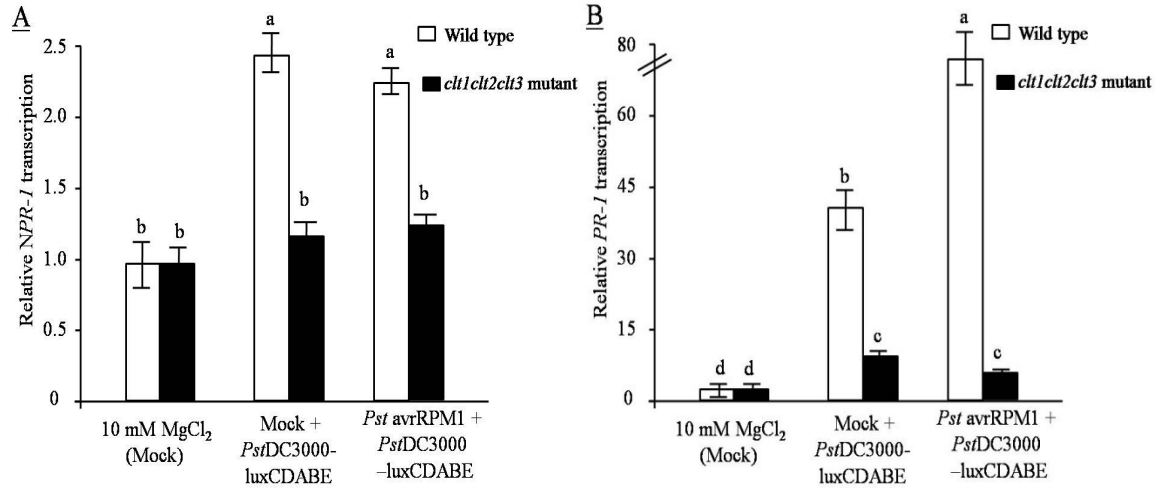 A
Relative NPR-1 transcription
2.5
2.0
1.5
1.0
0.5
0
a
a
b
b
b
b
Wild type
clt1clt2clt3 mutant
10 mM MgCl2
(Mock)
Mock +
PstDC3000-
luxCDABE
Pst avrRPM1 +
PstDC3000
–luxCDABE
B
Relative PR-1 transcription
80
60
45
30
15
0
a
b
c
c
d
d
Wild type
clt1clt2clt3 mutant
10 mM MgCl2
(Mock)
Mock +
PstDC3000-
luxCDABE
Pst avrRPM1 +
PstDC3000
–luxCDABE